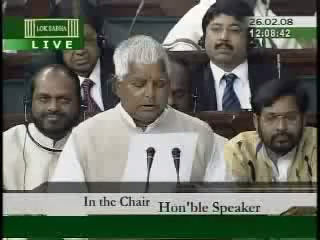 LOK SABHA
LIVE
26.02.08
12:08:42
In the Chair Hon'ble Speaker